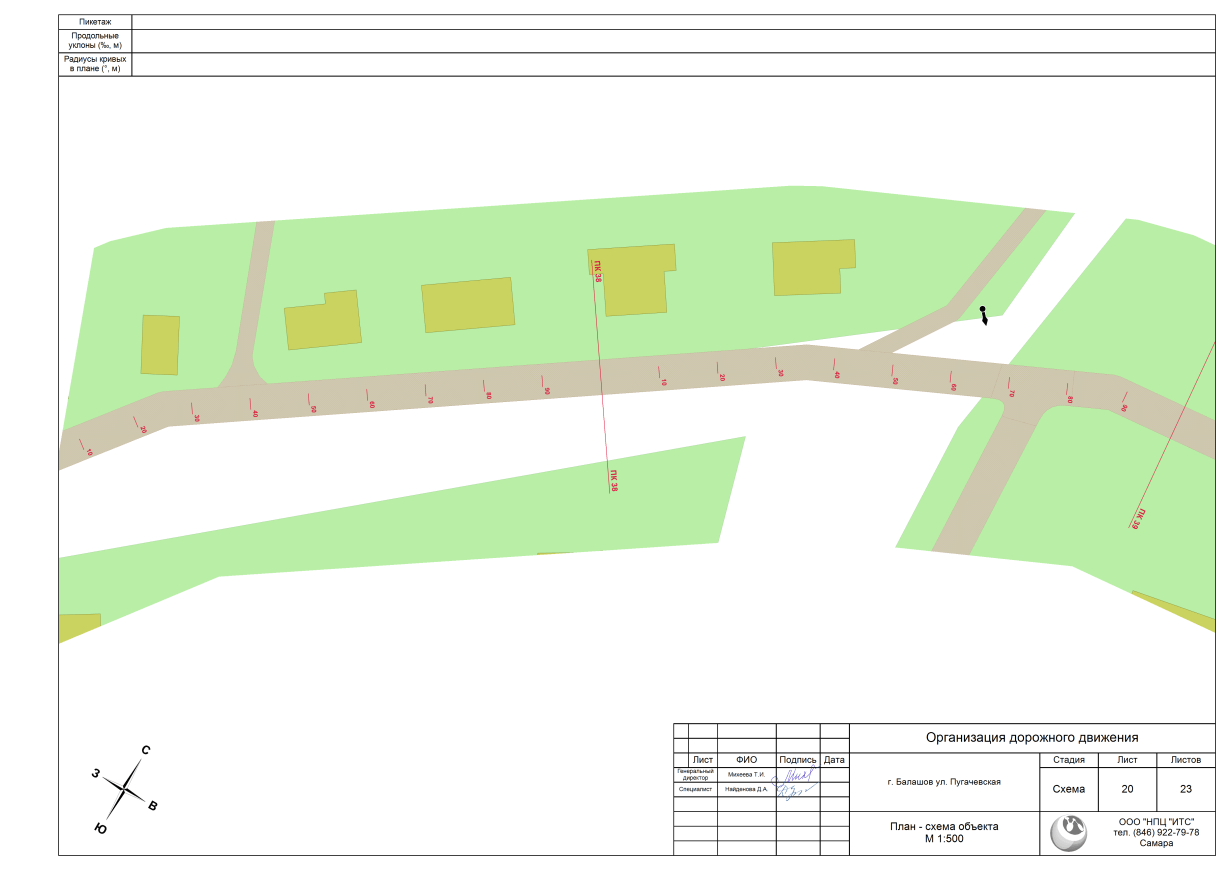 Пикетаж
Продольные
уклоны (‰, м)
Радиусы кривых
в плане (°, м)
ПК 38
10
20
30
40
50
60
70
80
90
10
20
30
40
50
60
70
80
90
ПК 38
ПК 39
С
З
В
Ю
Организация дорожного движения
Лист ФИО Подпись Дата
Генеральный
директор
Михеева Т.И.
Специалист Найденова Д.А.
г. Балашов ул. Пугачевская
Стадия Лист Листов
Схема 20 23
План - схема объекта
М 1:500
ООО "НПЦ "ИТС"
тел. (846) 922-79-78
Самара